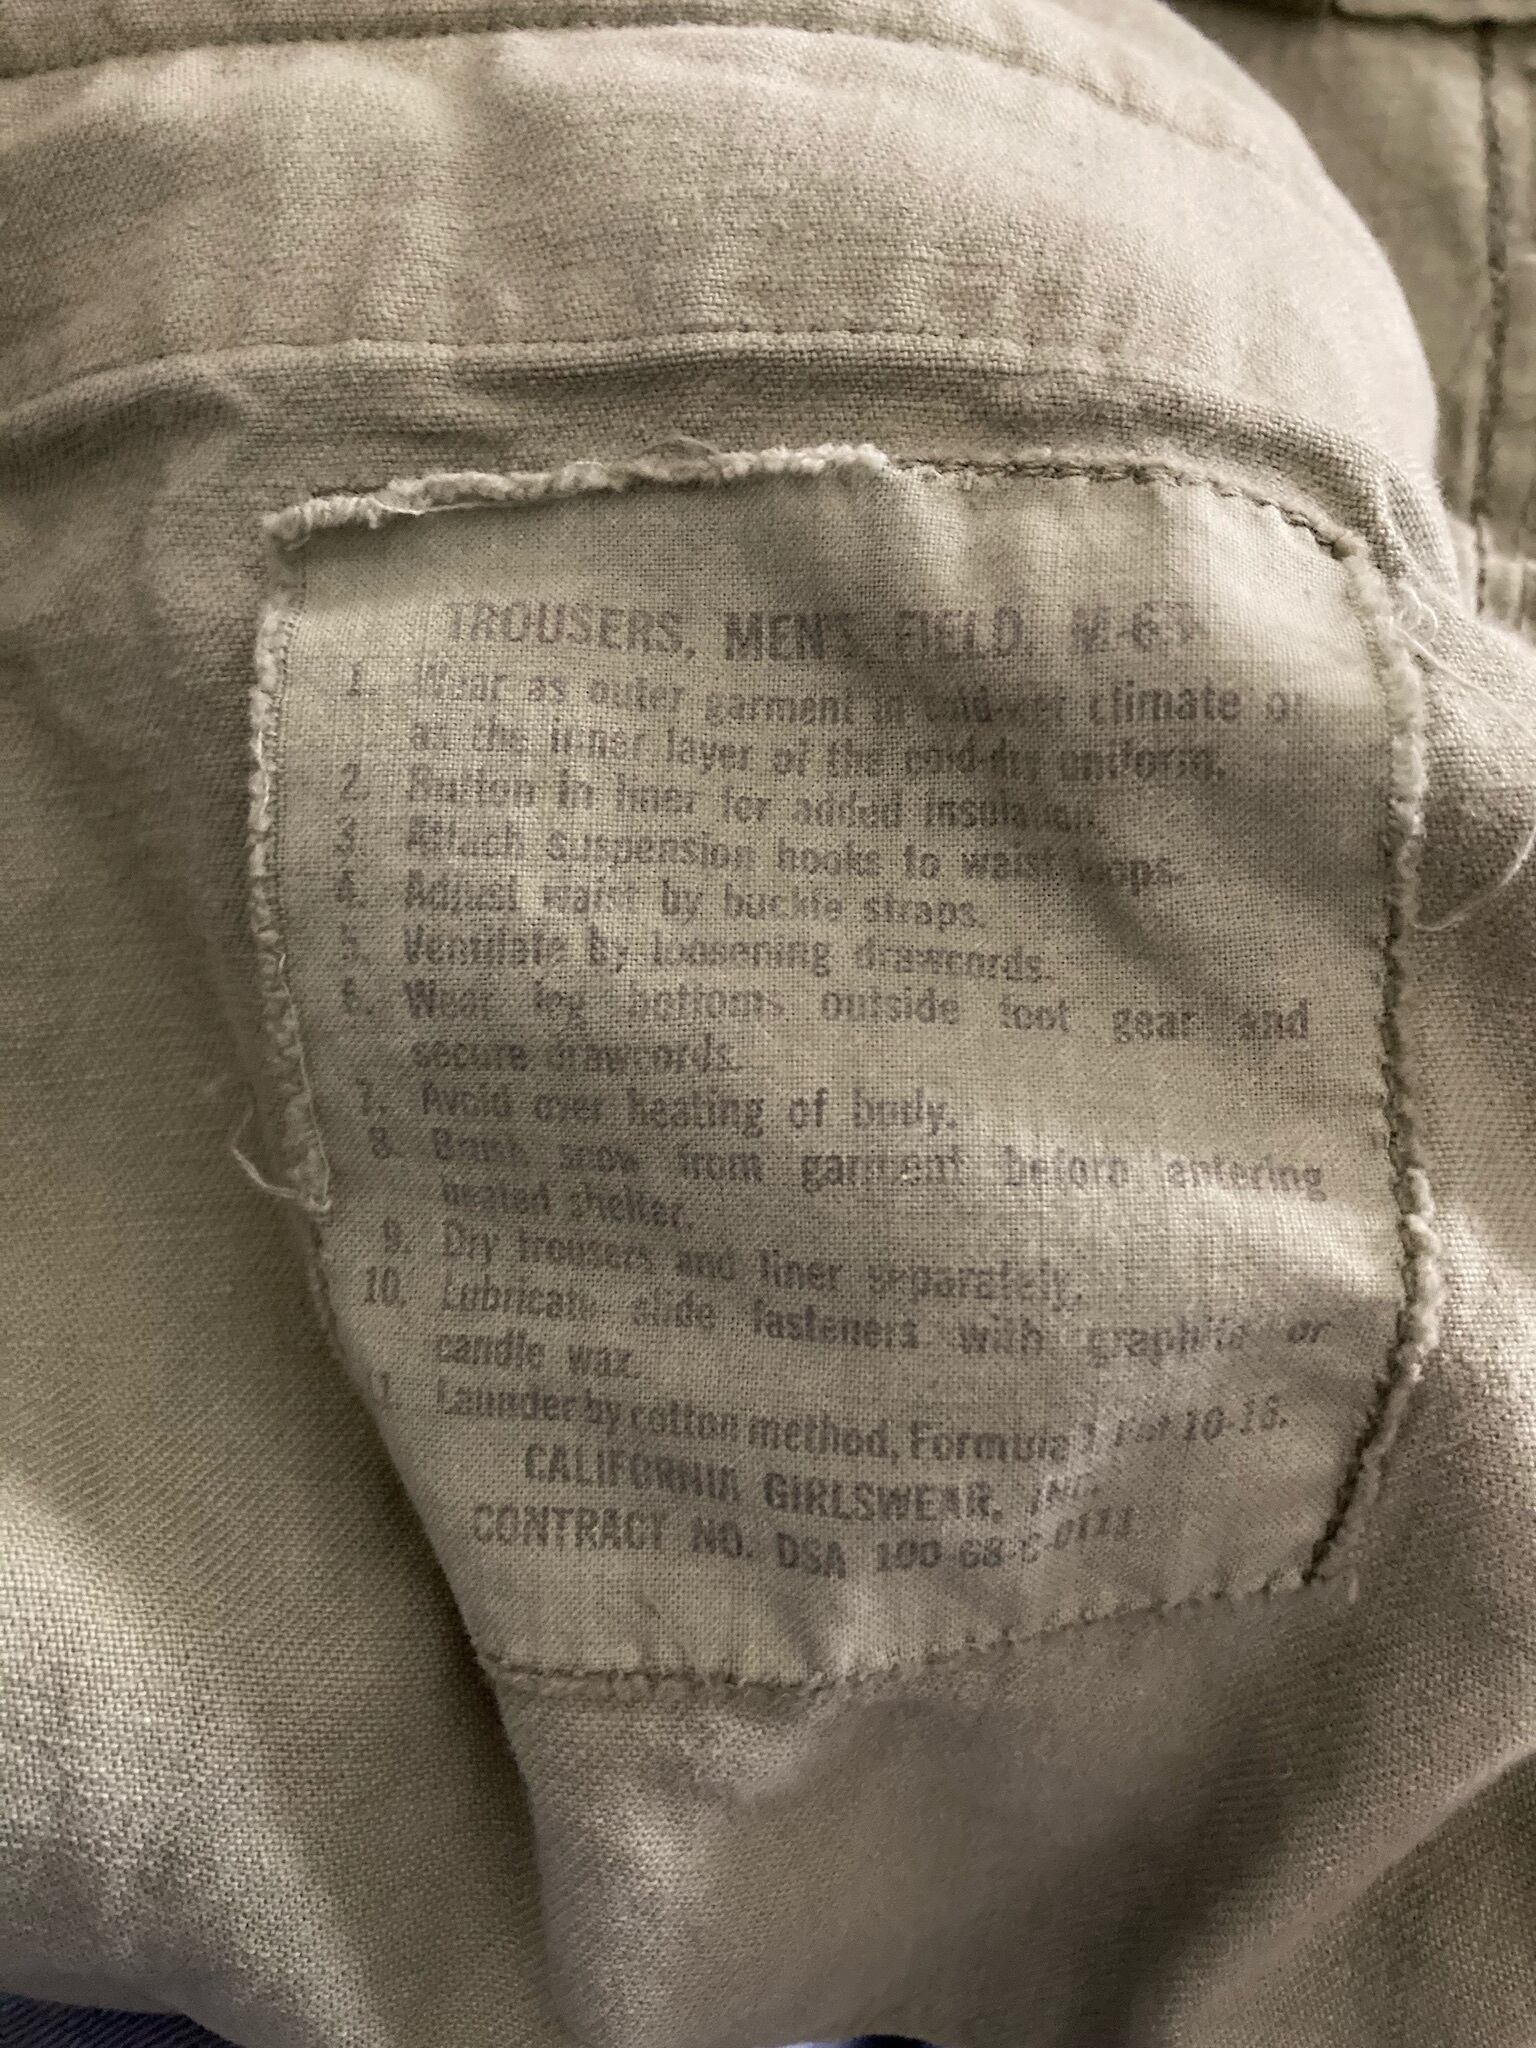 TROUSERS, MEN'S FIELD, M-65
1. Wear as outer garment in cold-wet climate or
as the inner layer of the cold-dry uniform.
2. Button in liner for added insulation.
3. Attach suspension hooks to waist loops.
4. Adjust waist by buckle straps.
5. Ventilate by loosening drawcords.
6. Wear leg bottoms outside foot gear and
secure drawcords.
7. Avoid over heating of body.
8. Brush snow from garment before entering
heated shelter.
9. Dry trousers and liner separately.
10. Lubricate slide fasteners with graphite or
candle wax.
11. Launder by cotton method, Formula
CALIFORNIA GIRLSWEAR, INC.
CONTRACT NO. DSA 100-68-C-0111